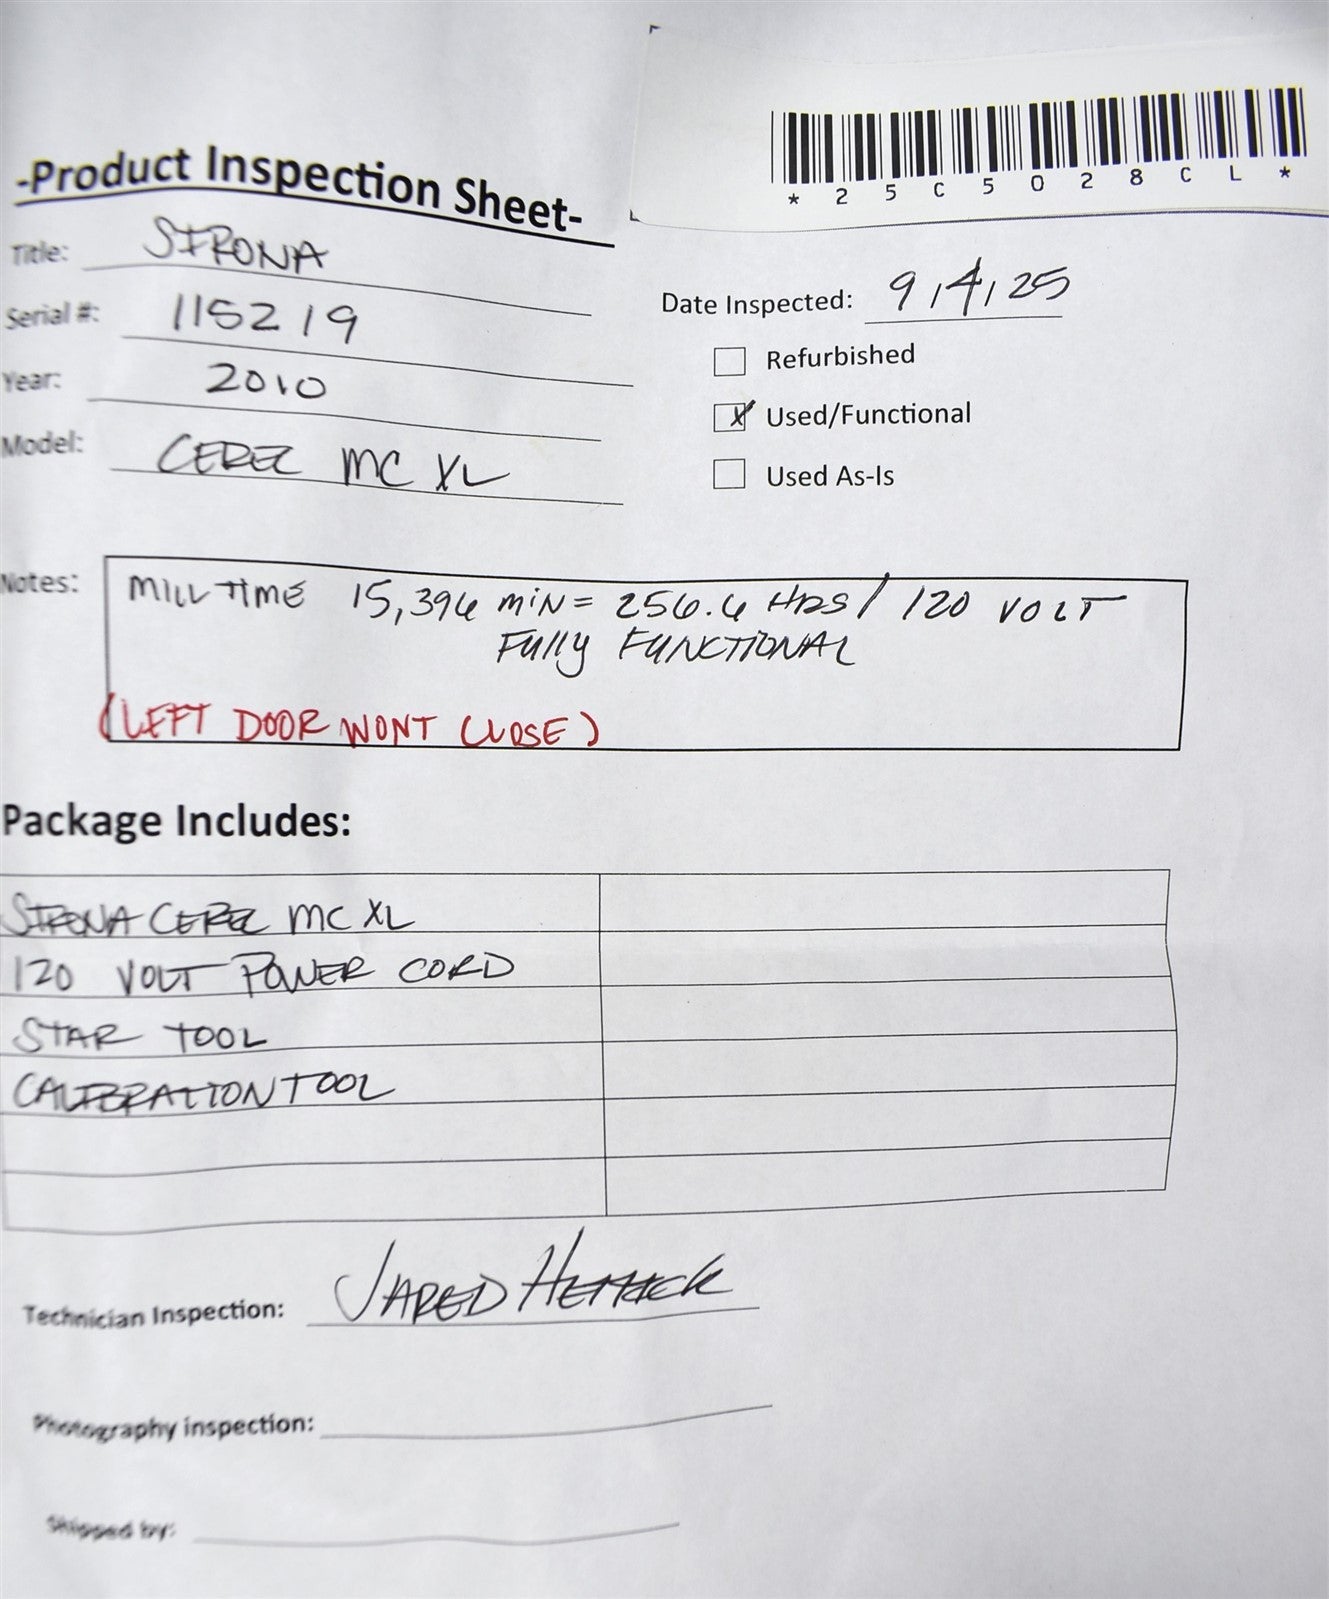 *25C5028CL*
-Product Inspection Sheet-
Title: SIRONA
Serial #: 115219
Year: 2010
Model: CEREC MC XL
Date Inspected: 9/4/25
Refurbished
X Used/Functional
Used As-Is
Notes: MILL TIME 15,396 MIN = 256.6 HRS / 120 VOLT
FULLY FUNCTIONAL
(LEFT DOOR WONT CLOSE)
Package Includes:
SIRONA CEREC MC XL
120 VOLT POWER CORD
STAR TOOL
CALIBRATION TOOL
Technician Inspection: JARED
Photography inspection:
Shipped by: